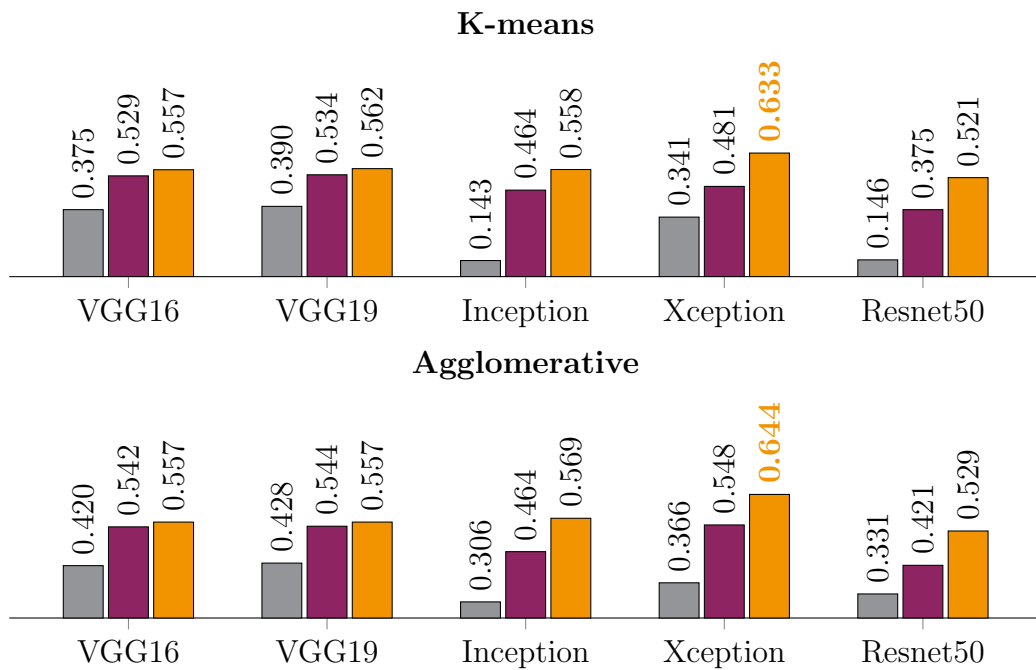 K-means
0.375 0.529 0.557 0.390 0.534 0.562 0.143 0.464 0.558 0.341 0.481 0.633 0.146 0.375 0.521
VGG16 VGG19 Inception Xception Resnet50
Agglomerative
0.420 0.542 0.557 0.428 0.544 0.557 0.306 0.464 0.569 0.366 0.548 0.644 0.331 0.421 0.529
VGG16 VGG19 Inception Xception Resnet50